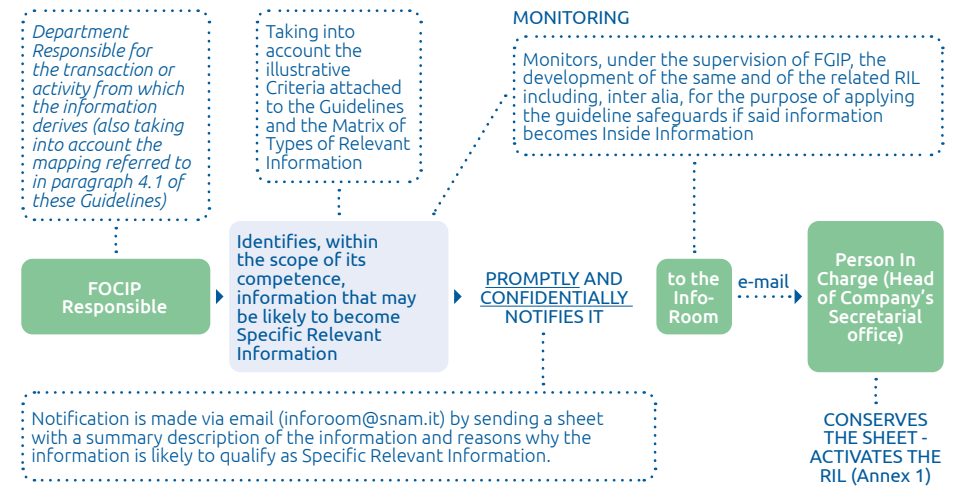 Department
Responsible for
the transaction or
activity from which
the information
derives (also taking
into account the
mapping referred to
in paragraph 4.1 of
these Guidelines)
Taking into
account the
illustrative
Criteria attached
to the Guidelines
and the Matrix of
Types of Relevant
Information
MONITORING
Monitors, under the supervision of FGIP, the
development of the same and of the related RIL
including, inter alia, for the purpose of applying
the guideline safeguards if said information
becomes Inside Information
FOCIP
Responsible
Identifies, within
the scope of its
competence,
information that may
be likely to become
Specific Relevant
Information
PROMPTLY AND
CONFIDENTIALLY
NOTIFIES IT
to the
Info-
Room
e-mail
Person In
Charge (Head
of Company's
Secretarial
office)
Notification is made via email (inforoom@snam.it) by sending a sheet
with a summary description of the information and reasons why the
information is likely to qualify as Specific Relevant Information.
CONSERVES
THE SHEET -
ACTIVATES THE
RIL (Annex 1)